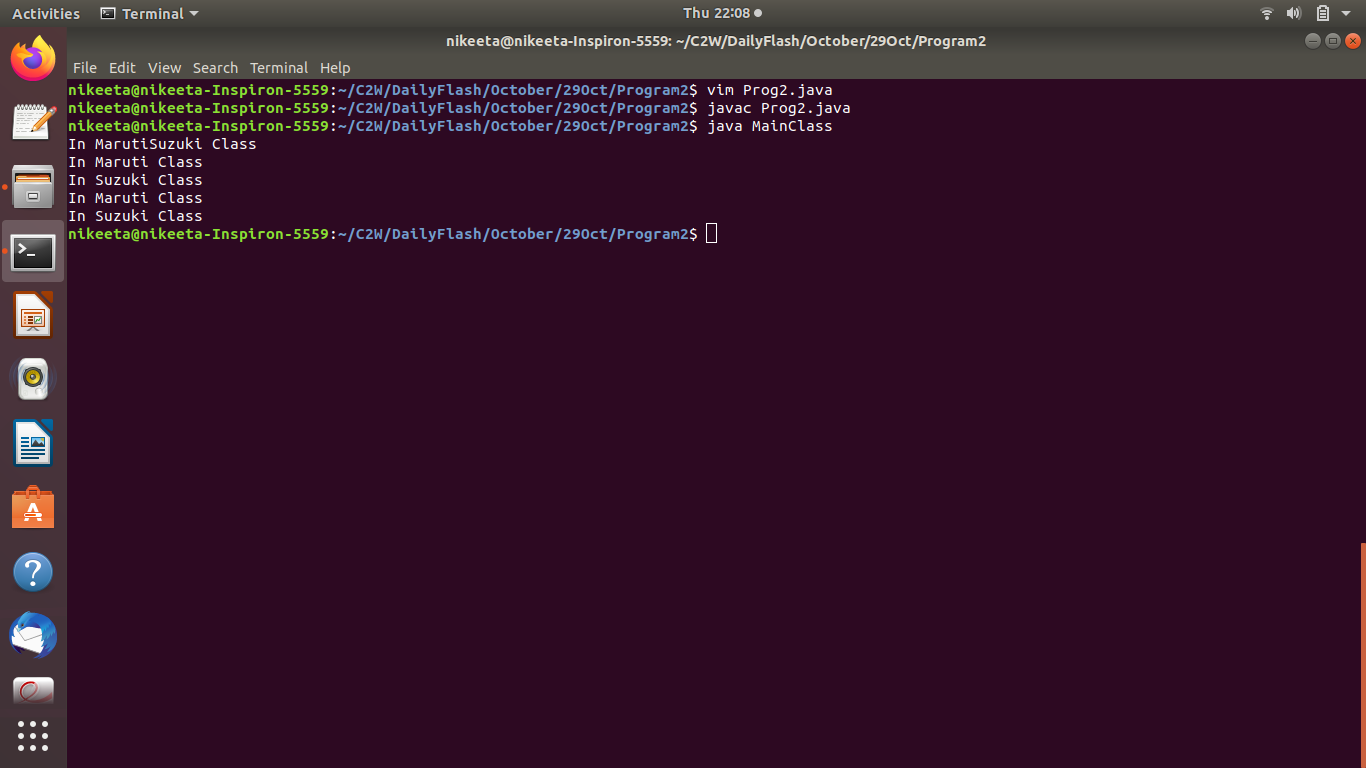 Activities Terminal Thu 22:08
nikeeta@nikeeta-Inspiron-5559: ~/C2W/DailyFlash/October/29Oct/Program2
File Edit View Search Terminal Help
nikeeta@nikeeta-Inspiron-5559:~/C2W/DailyFlash/October/29Oct/Program2$ vim Prog2.java
nikeeta@nikeeta-Inspiron-5559:~/C2W/DailyFlash/October/29Oct/Program2$ javac Prog2.java
nikeeta@nikeeta-Inspiron-5559:~/C2W/DailyFlash/October/29Oct/Program2$ java MainClass
In MarutiSuzuki Class
In Maruti Class
In Suzuki Class
In Maruti Class
In Suzuki Class
nikeeta@nikeeta-Inspiron-5559:~/C2W/DailyFlash/October/29Oct/Program2$